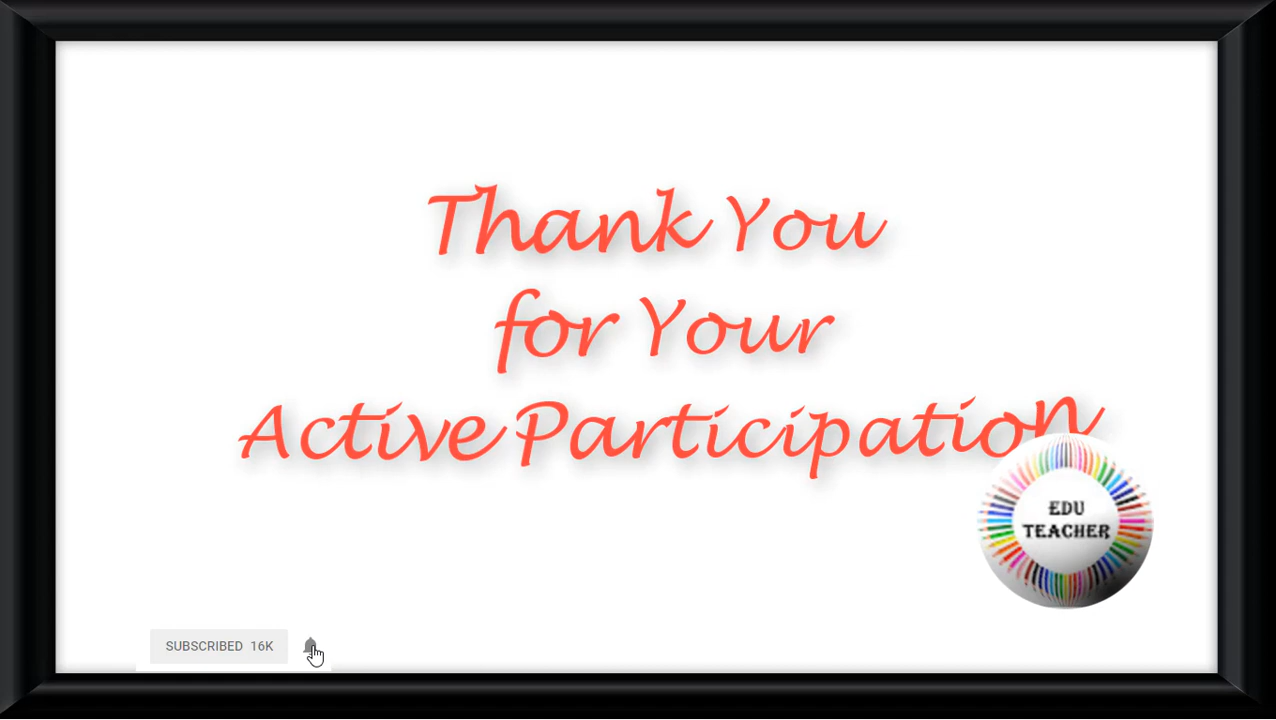 Thank You
for Your
Active Participation
EDU
TEACHER
SUBSCRIBED 16K